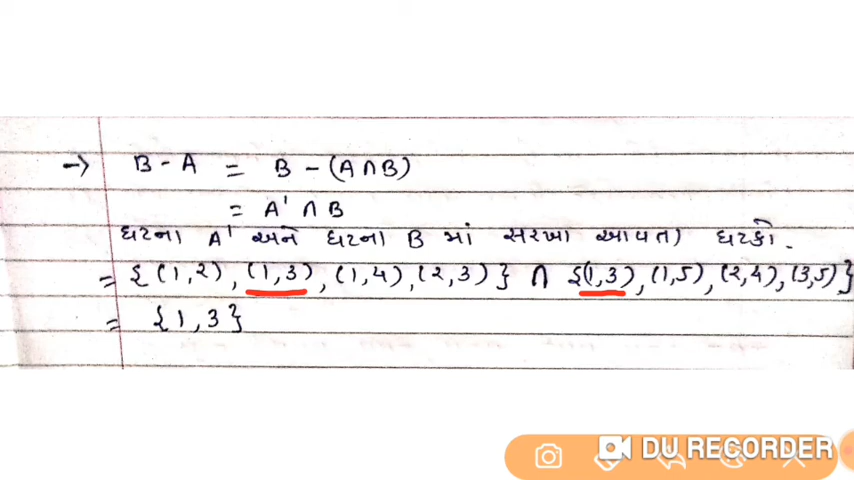 → B - A = B - (A ∩ B)
= A' ∩ B
ઘટના A' અને ઘટના B માં સરખા આવતા ઘટકો.
= { (1,2), (1,3), (1,4), (2,3) } ∩ {(1,3), (1,5), (2,4), (3,5)}
= {1,3}
DU RECORDER